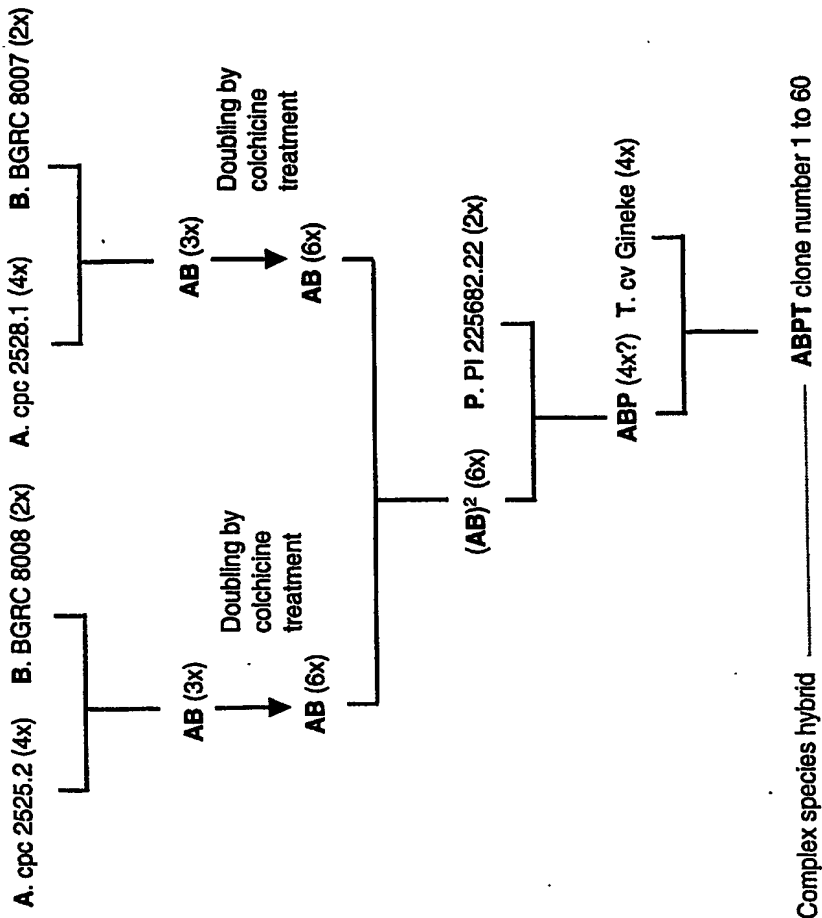 A. cpc 2525.2 (4x) B. BGRC 8008 (2x) A. cpc 2528.1 (4x) B. BGRC 8007 (2x)
AB (3x) AB (3x)
Doubling by
colchicine
treatment
Doubling by
colchicine
treatment
AB (6x) AB (6x)
(AB)² (6x) P. PI 225682.22 (2x)
ABP (4x?) T. cv Gineke (4x)
Complex species hybrid ABPT clone number 1 to 60